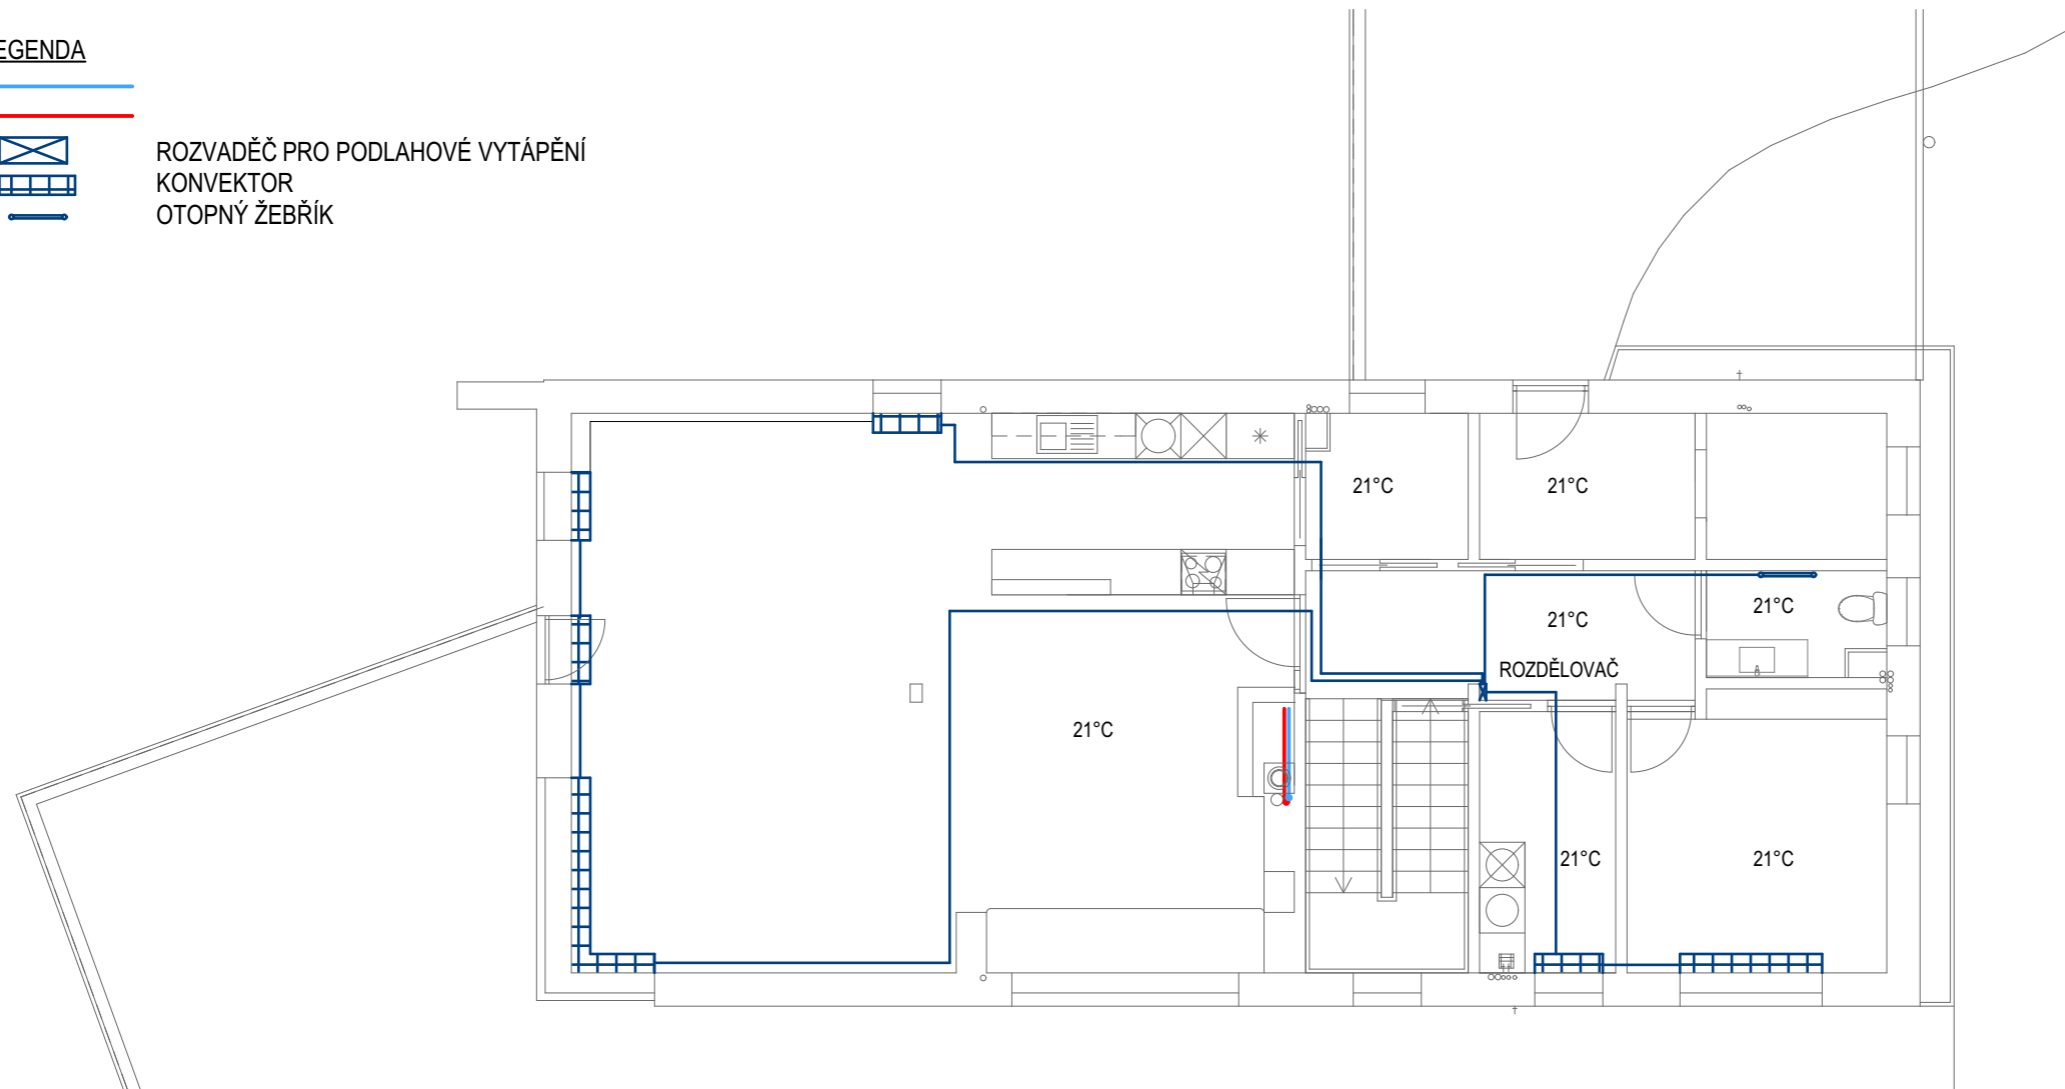 EGENDA
ROZVADĚČ PRO PODLAHOVÉ VYTÁPĚNÍ
KONVEKTOR
OTOPNÝ ŽEBŘÍK
21°C
21°C
21°C
21°C
ROZDĚLOVAČ
21°C
21°C
21°C